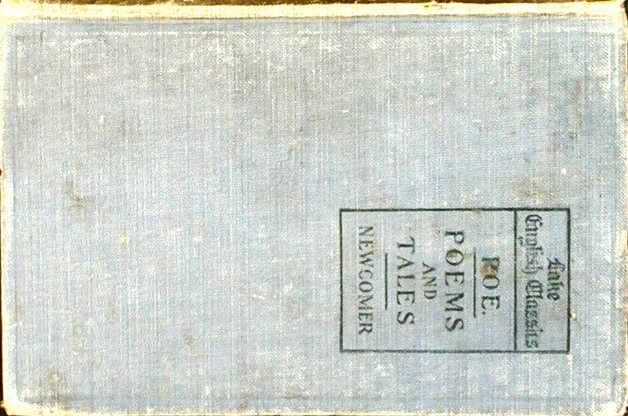 Lake
English Classics
POE.
POEMS
AND
TALES
NEWCOMER